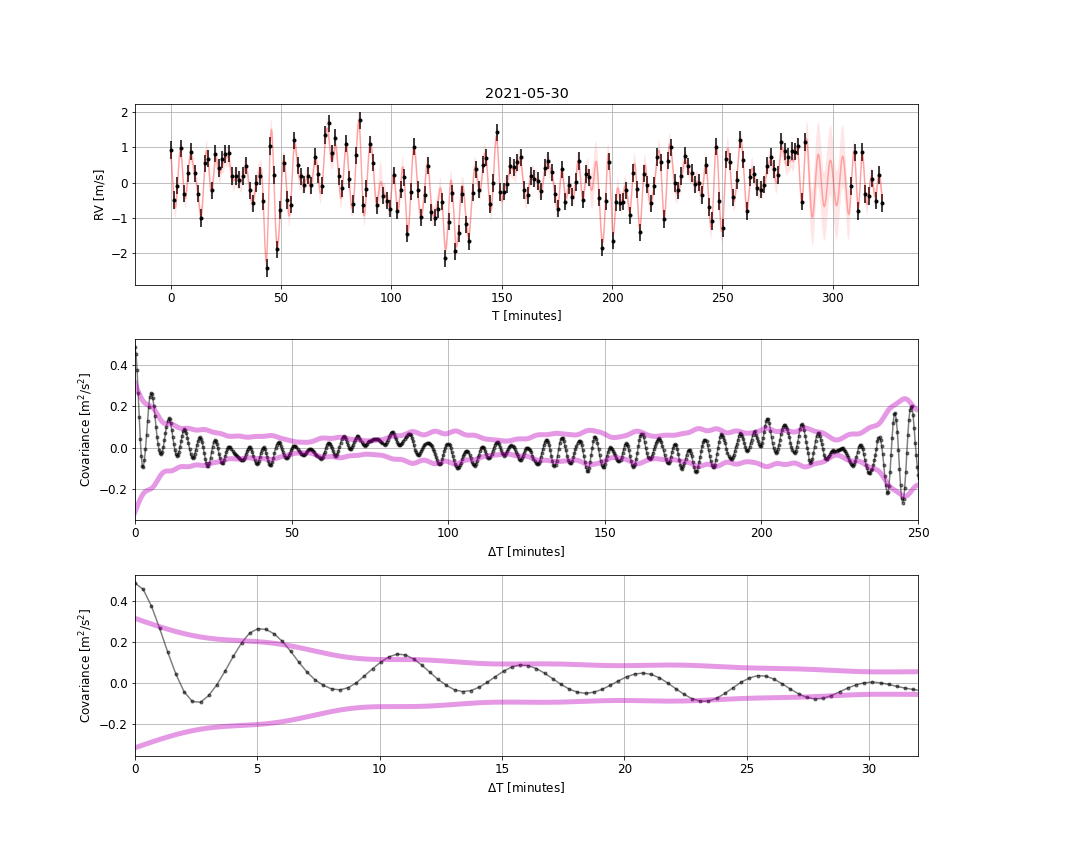 2021-05-30
2
1
0
−1
−2
RV [m/s]
0 50 100 150 200 250 300
T [minutes]
0.4
0.2
0.0
−0.2
Covariance [m²/s²]
0 50 100 150 200 250
ΔT [minutes]
0.4
0.2
0.0
−0.2
Covariance [m²/s²]
0 5 10 15 20 25 30
ΔT [minutes]